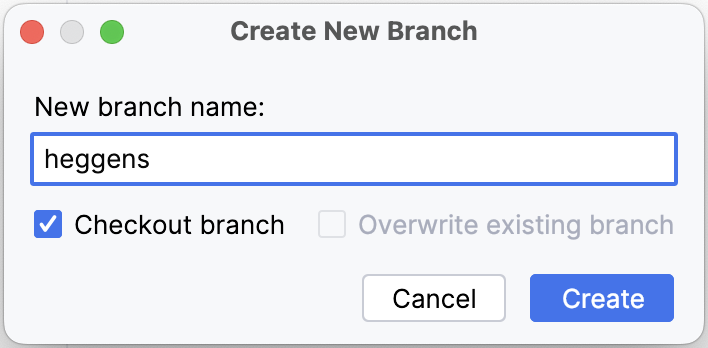 Create New Branch
New branch name:
heggens
Checkout branch Overwrite existing branch
Cancel Create